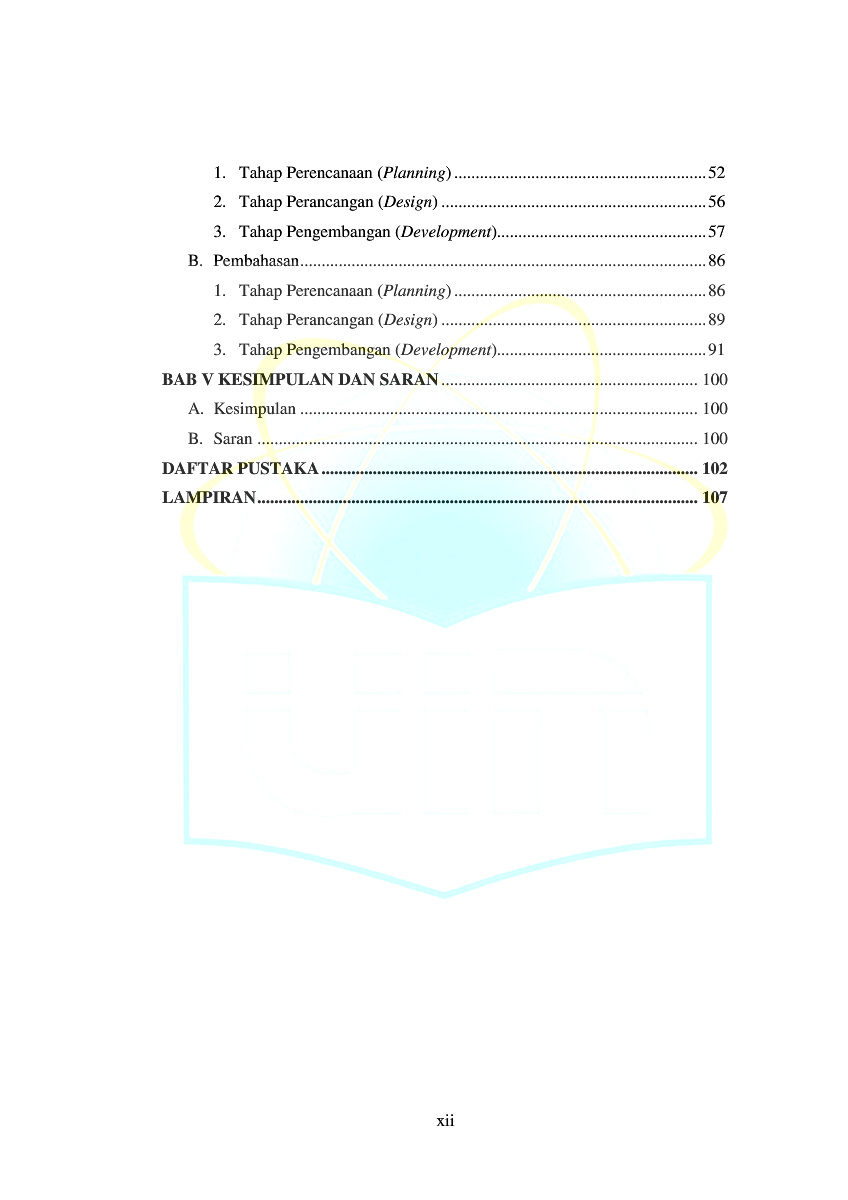 1. Tahap Perencanaan (Planning) ........................................................... 52
2. Tahap Perancangan (Design) .............................................................. 56
3. Tahap Pengembangan (Development)................................................. 57
B. Pembahasan............................................................................................... 86
1. Tahap Perencanaan (Planning) ........................................................... 86
2. Tahap Perancangan (Design) .............................................................. 89
3. Tahap Pengembangan (Development)................................................. 91
BAB V KESIMPULAN DAN SARAN............................................................ 100
A. Kesimpulan ............................................................................................. 100
B. Saran ....................................................................................................... 100
DAFTAR PUSTAKA ........................................................................................ 102
LAMPIRAN....................................................................................................... 107
xii